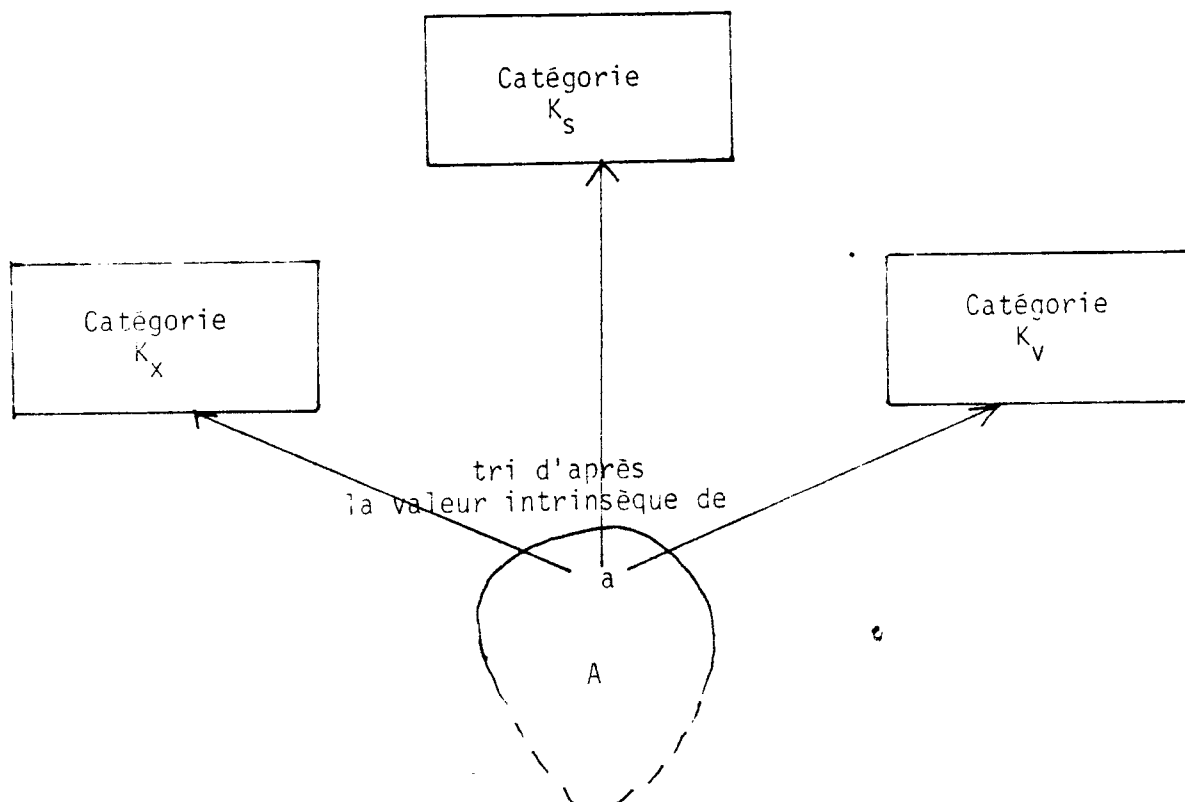 Catégorie
K_s
Catégorie
K_x
Catégorie
K_v
tri d'après
la valeur intrinsèque de
a
A